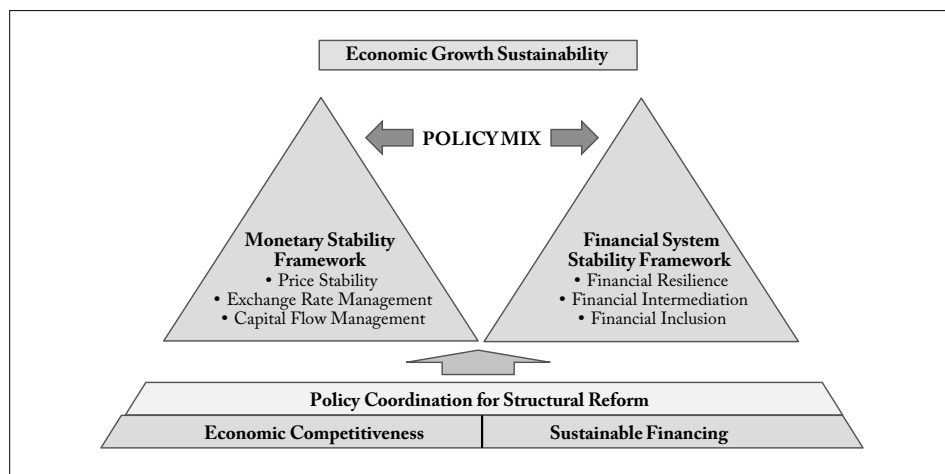 Economic Growth Sustainability
POLICY MIX
Monetary Stability
Framework
• Price Stability
• Exchange Rate Management
• Capital Flow Management
Financial System
Stability Framework
• Financial Resilience
• Financial Intermediation
• Financial Inclusion
Policy Coordination for Structural Reform
Economic Competitiveness
Sustainable Financing